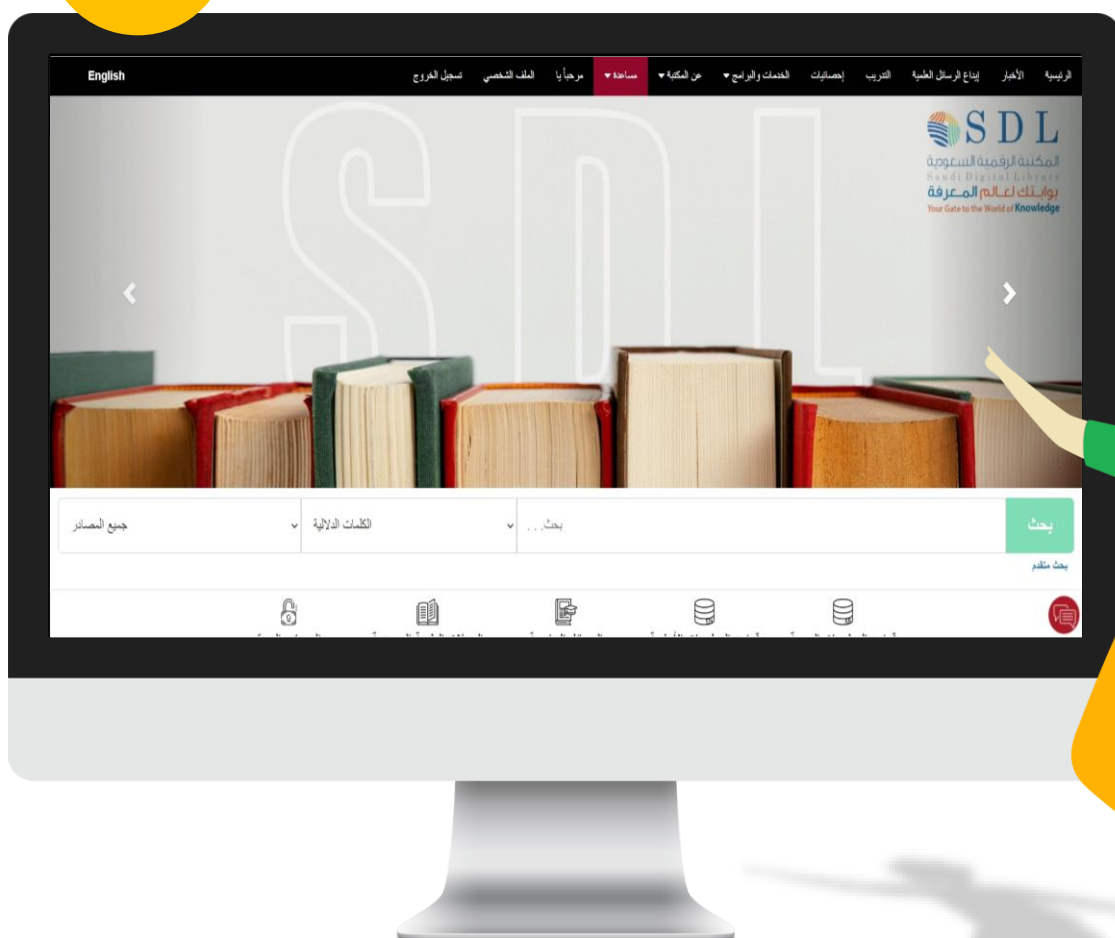 الرئيسية الأخبار إيداع الرسائل العلمية التدريب إحصائيات الخدمات والبرامج عن المكتبة مساعدة مرحباً يا الملف الشخصي تسجيل الخروج English
SDL
SDL
المكتبة الرقمية السعودية
Saudi Digital Library
بوابتك لعالم المعرفة
Your Gate to the World of Knowledge
بحث بحث... الكلمات الدلالية جميع المصادر
بحث متقدم